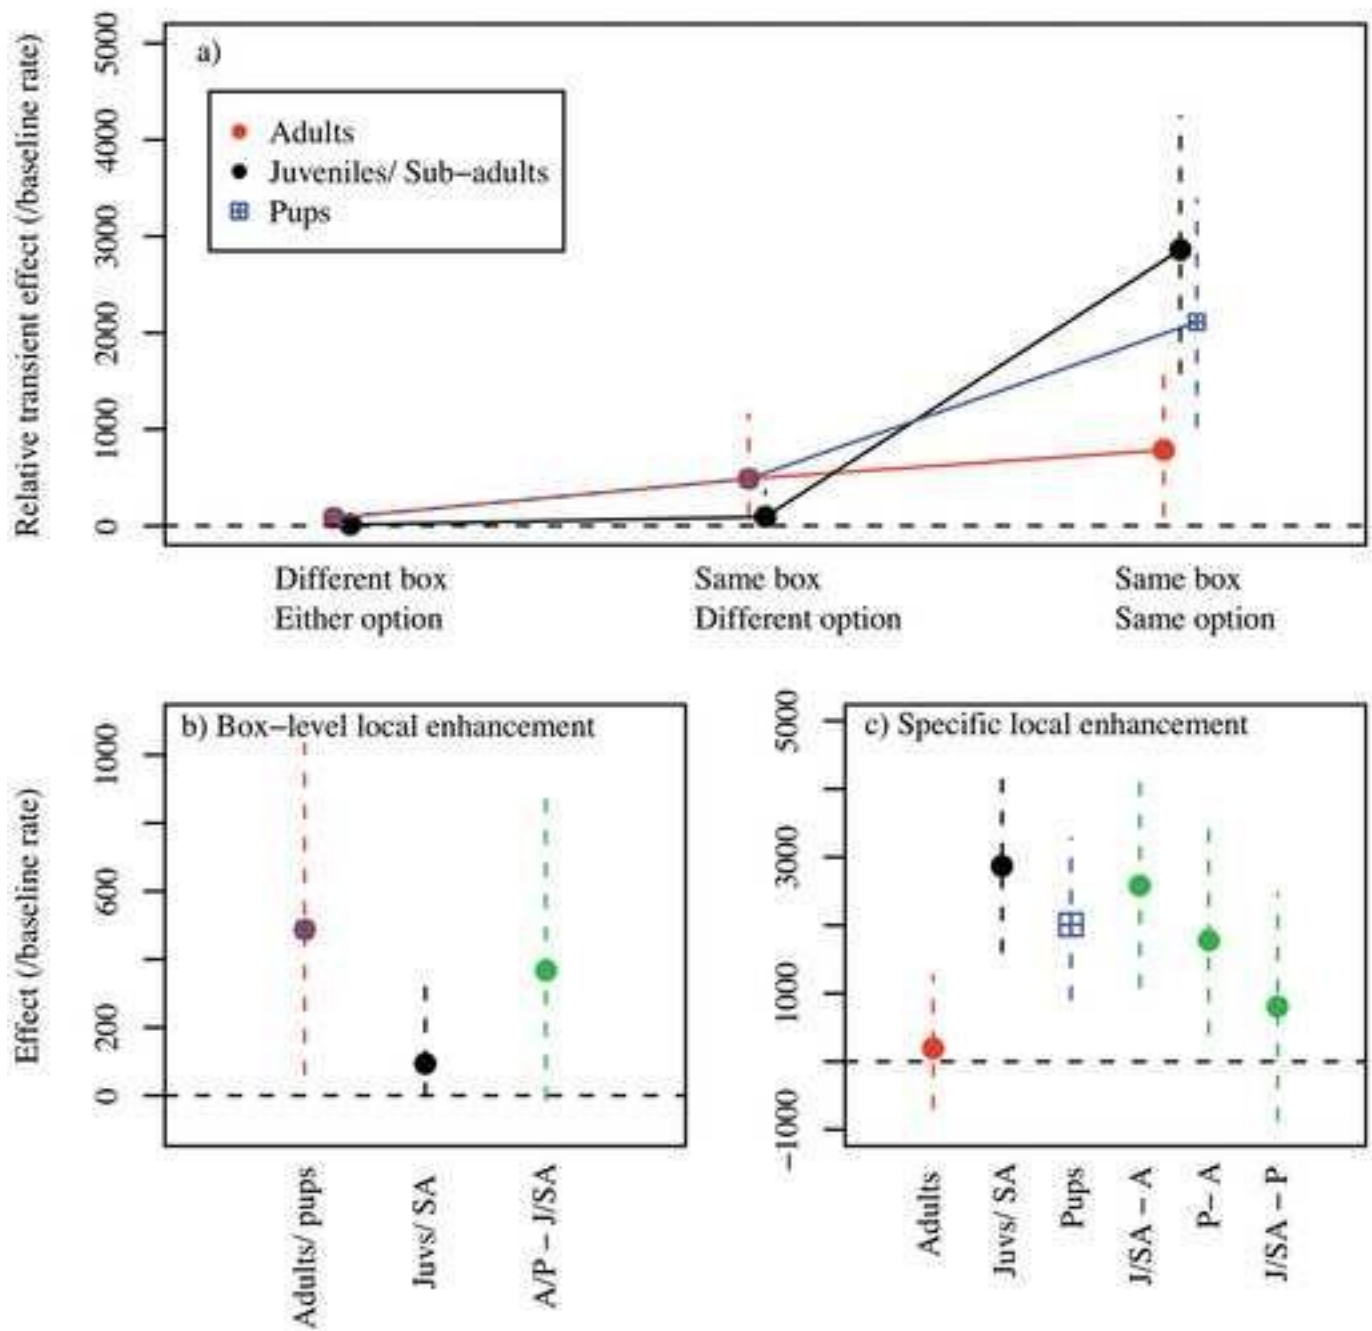 Relative transient effect (/baseline rate)
5000
4000
3000
2000
1000
0
a)
Adults
Juveniles/ Sub−adults
Pups
Different box
Either option
Same box
Different option
Same box
Same option
Effect (/baseline rate)
1000
600
200
0
b) Box−level local enhancement
Adults/ pups
Juvs/ SA
A/P − J/SA
5000
3000
1000
−1000
c) Specific local enhancement
Adults
Juvs/ SA
Pups
J/SA − A
P− A
J/SA − P